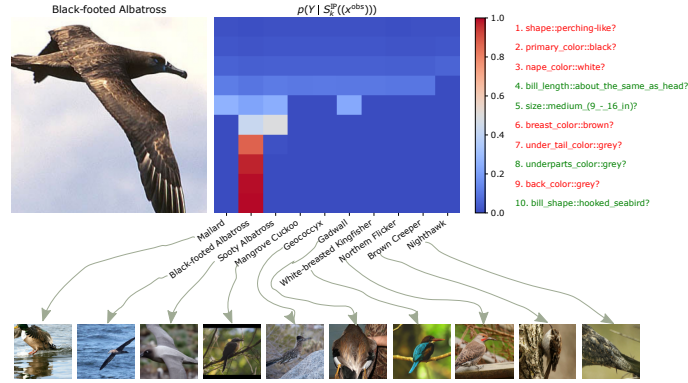 Black-footed Albatross
p(Y | S_k^{IP}((x^{obs})))
1.0
0.8
0.6
0.4
0.2
0.0
1. shape::perching-like?
2. primary_color::black?
3. nape_color::white?
4. bill_length::about_the_same_as_head?
5. size::medium_(9_-_16_in)?
6. breast_color::brown?
7. under_tail_color::grey?
8. underparts_color::grey?
9. back_color::grey?
10. bill_shape::hooked_seabird?
Mallard
Black-footed Albatross
Sooty Albatross
Mangrove Cuckoo
Geococcyx
Gadwall
White-breasted Kingfisher
Northern Flicker
Brown Creeper
Nighthawk